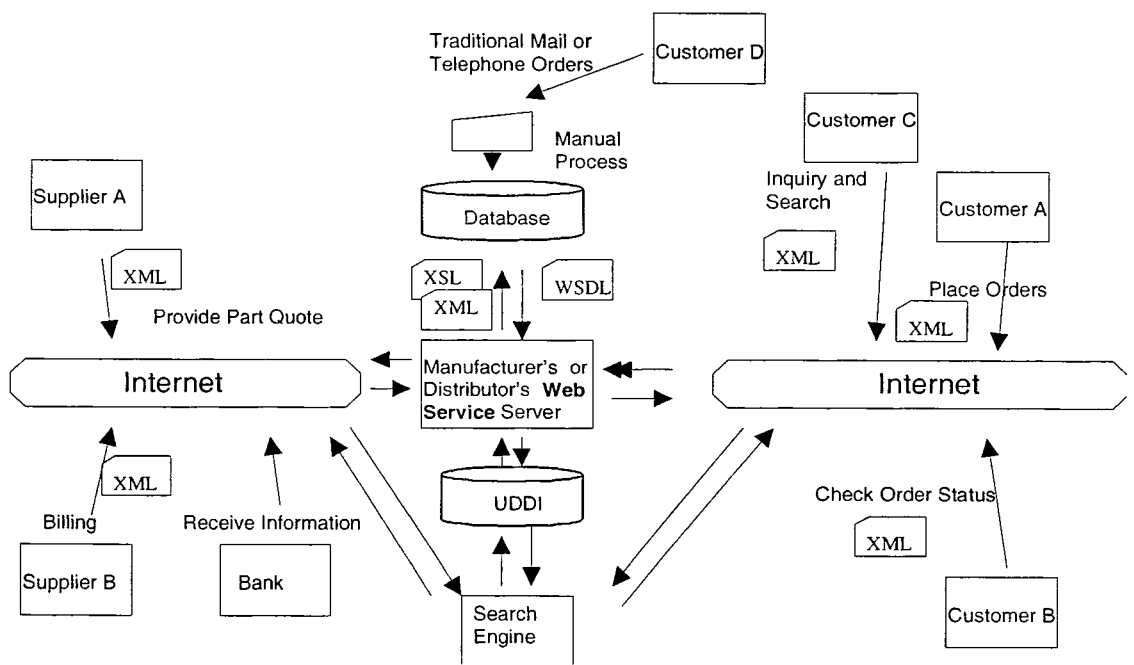 Traditional Mail or
Telephone Orders
Customer D
Customer C
Manual
Process
Supplier A
Database
Inquiry and
Search
Customer A
XML
XSL
XML
WSDL
XML
Place Orders
XML
Provide Part Quote
Internet
Manufacturer's or
Distributor's Web
Service Server
Internet
XML
UDDI
Billing
Receive Information
Check Order Status
XML
Supplier B
Bank
Search
Engine
Customer B